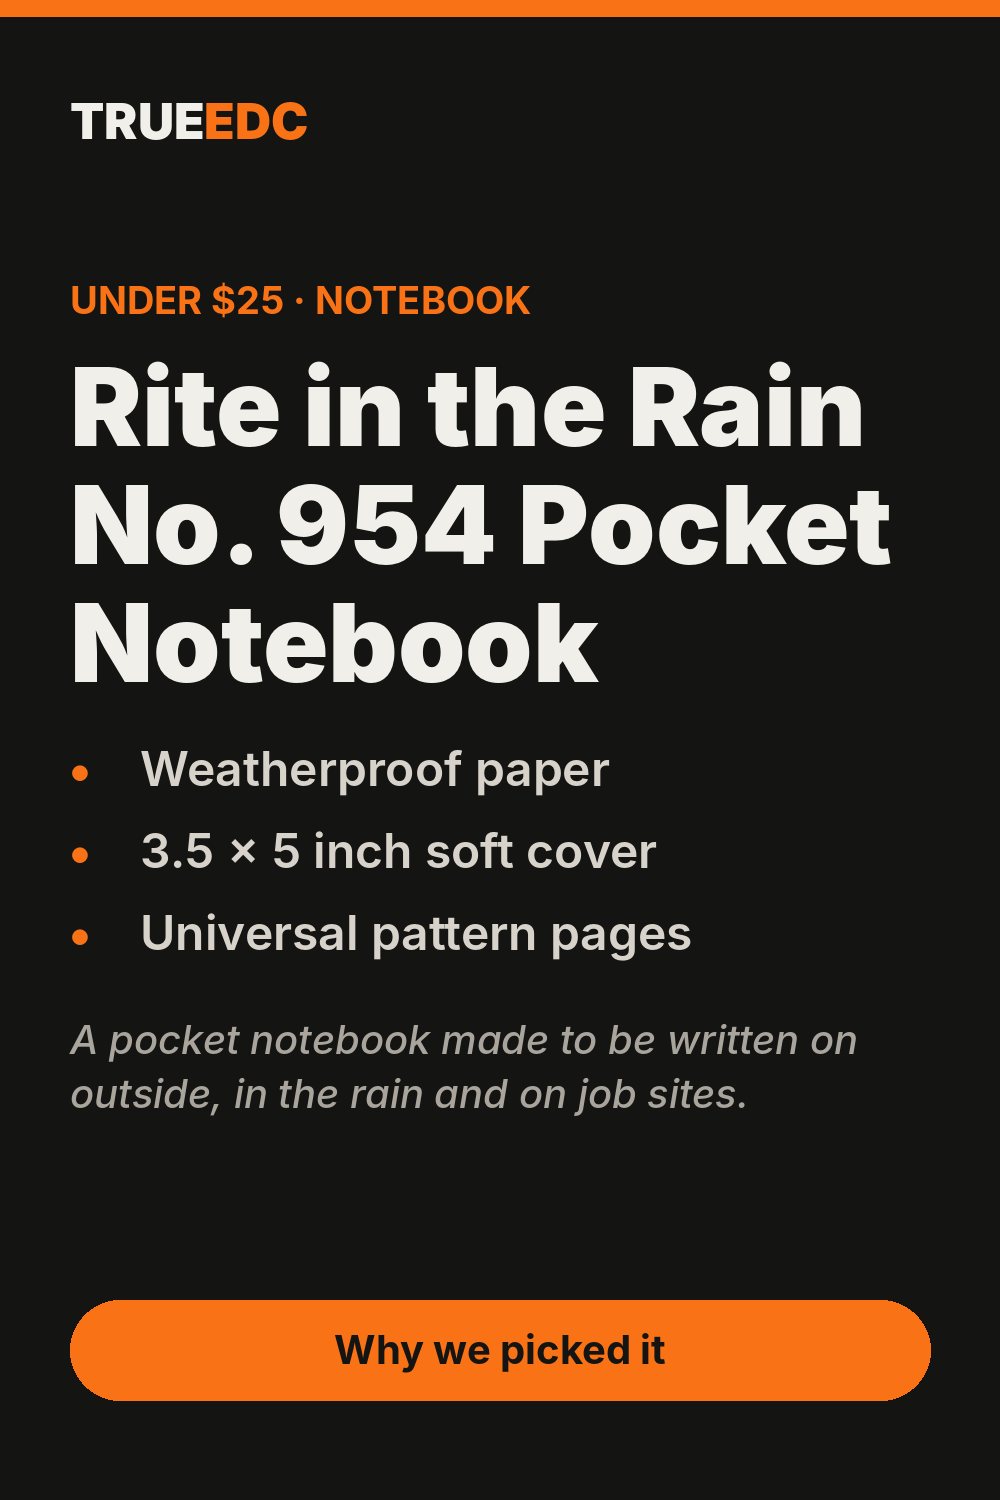 TRUEEDC
UNDER $25 · NOTEBOOK
Rite in the Rain
No. 954 Pocket
Notebook
• Weatherproof paper
• 3.5 × 5 inch soft cover
• Universal pattern pages
A pocket notebook made to be written on
outside, in the rain and on job sites.
Why we picked it